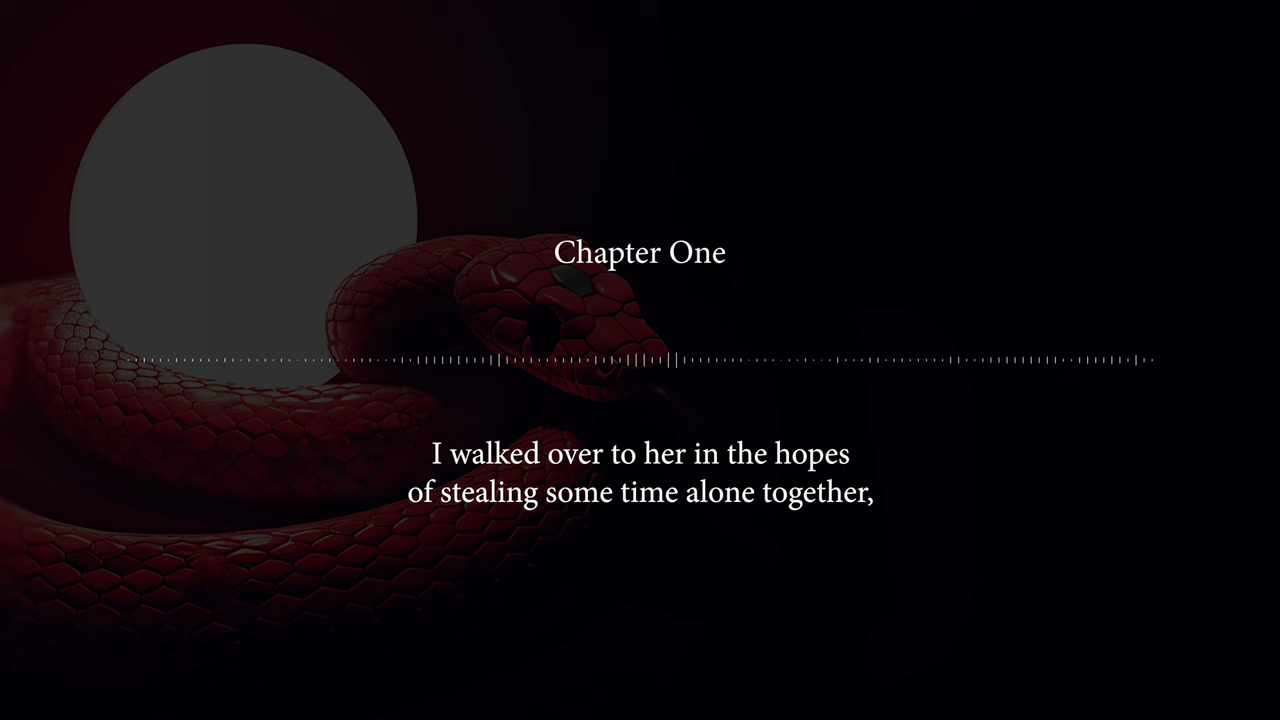 Chapter One
I walked over to her in the hopes
of stealing some time alone together,